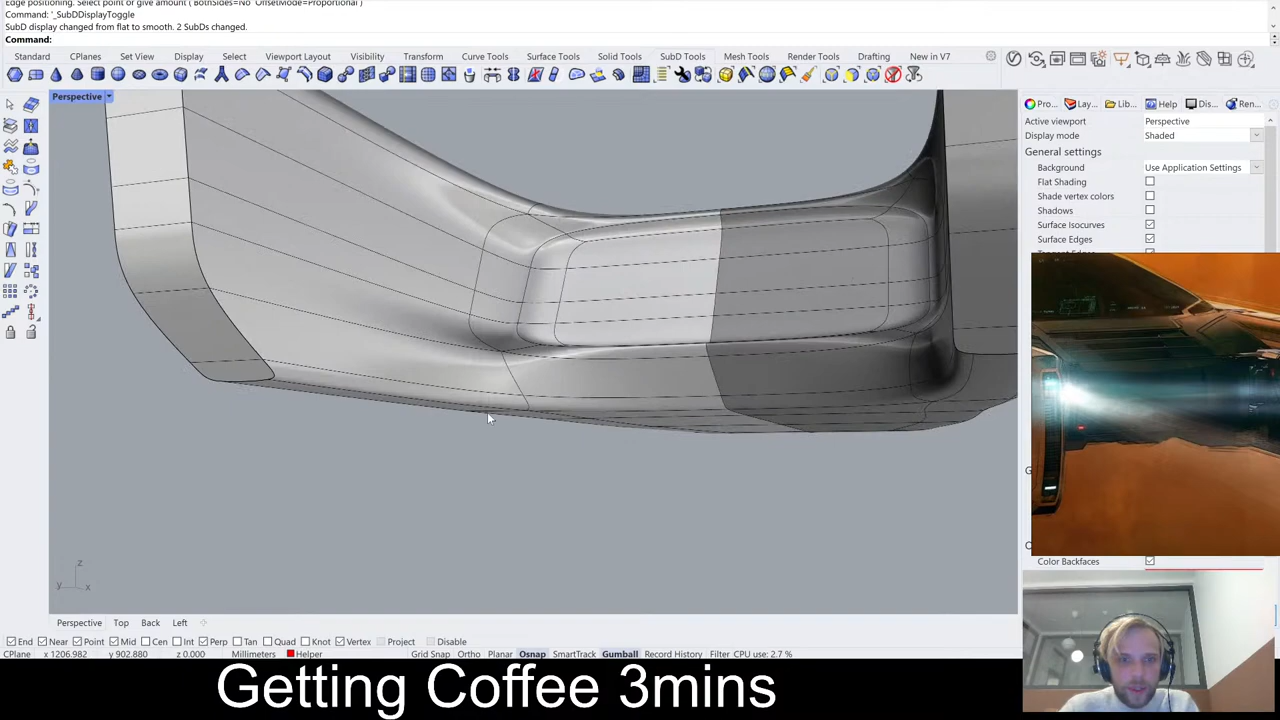 Edge positioning. Select point or give amount ( BothSides=No  OffsetMode=Proportional )
Command: '_SubDDisplayToggle
SubD display changed from flat to smooth. 2 SubDs changed.
Command:
Standard CPlanes Set View Display Select Viewport Layout Visibility Transform Curve Tools Surface Tools Solid Tools SubD Tools Mesh Tools Render Tools Drafting New in V7
Perspective
Pro... Lay... Lib... Help Dis... Ren...
Active viewport Perspective
Display mode Shaded
General settings
Background Use Application Settings
Flat Shading
Shade vertex colors
Shadows
Surface Isocurves
Surface Edges
Color Backfaces
z
y x
Perspective Top Back Left
End Near Point Mid Cen Int Perp Tan Quad Knot Vertex Project Disable
CPlane x 1206.982 y 902.880 z 0.000 Millimeters Helper Grid Snap Ortho Planar Osnap SmartTrack Gumball Record History Filter CPU use: 2.7 %
Getting Coffee 3mins